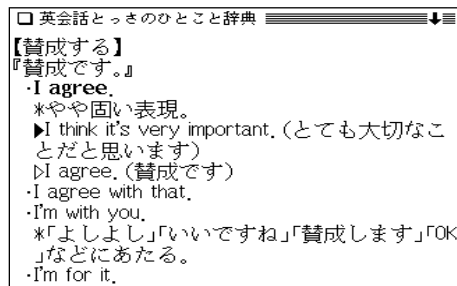 英会話とっさのひとこと辞典
【賛成する】
『賛成です。』
・I agree.
※やや固い表現。
▶I think it's very important. (とても大切なこ
とだと思います)
▷I agree. (賛成です)
・I agree with that.
・I'm with you.
※「よしよし」「いいですね」「賛成します」「OK
」などにあたる。
・I'm for it.